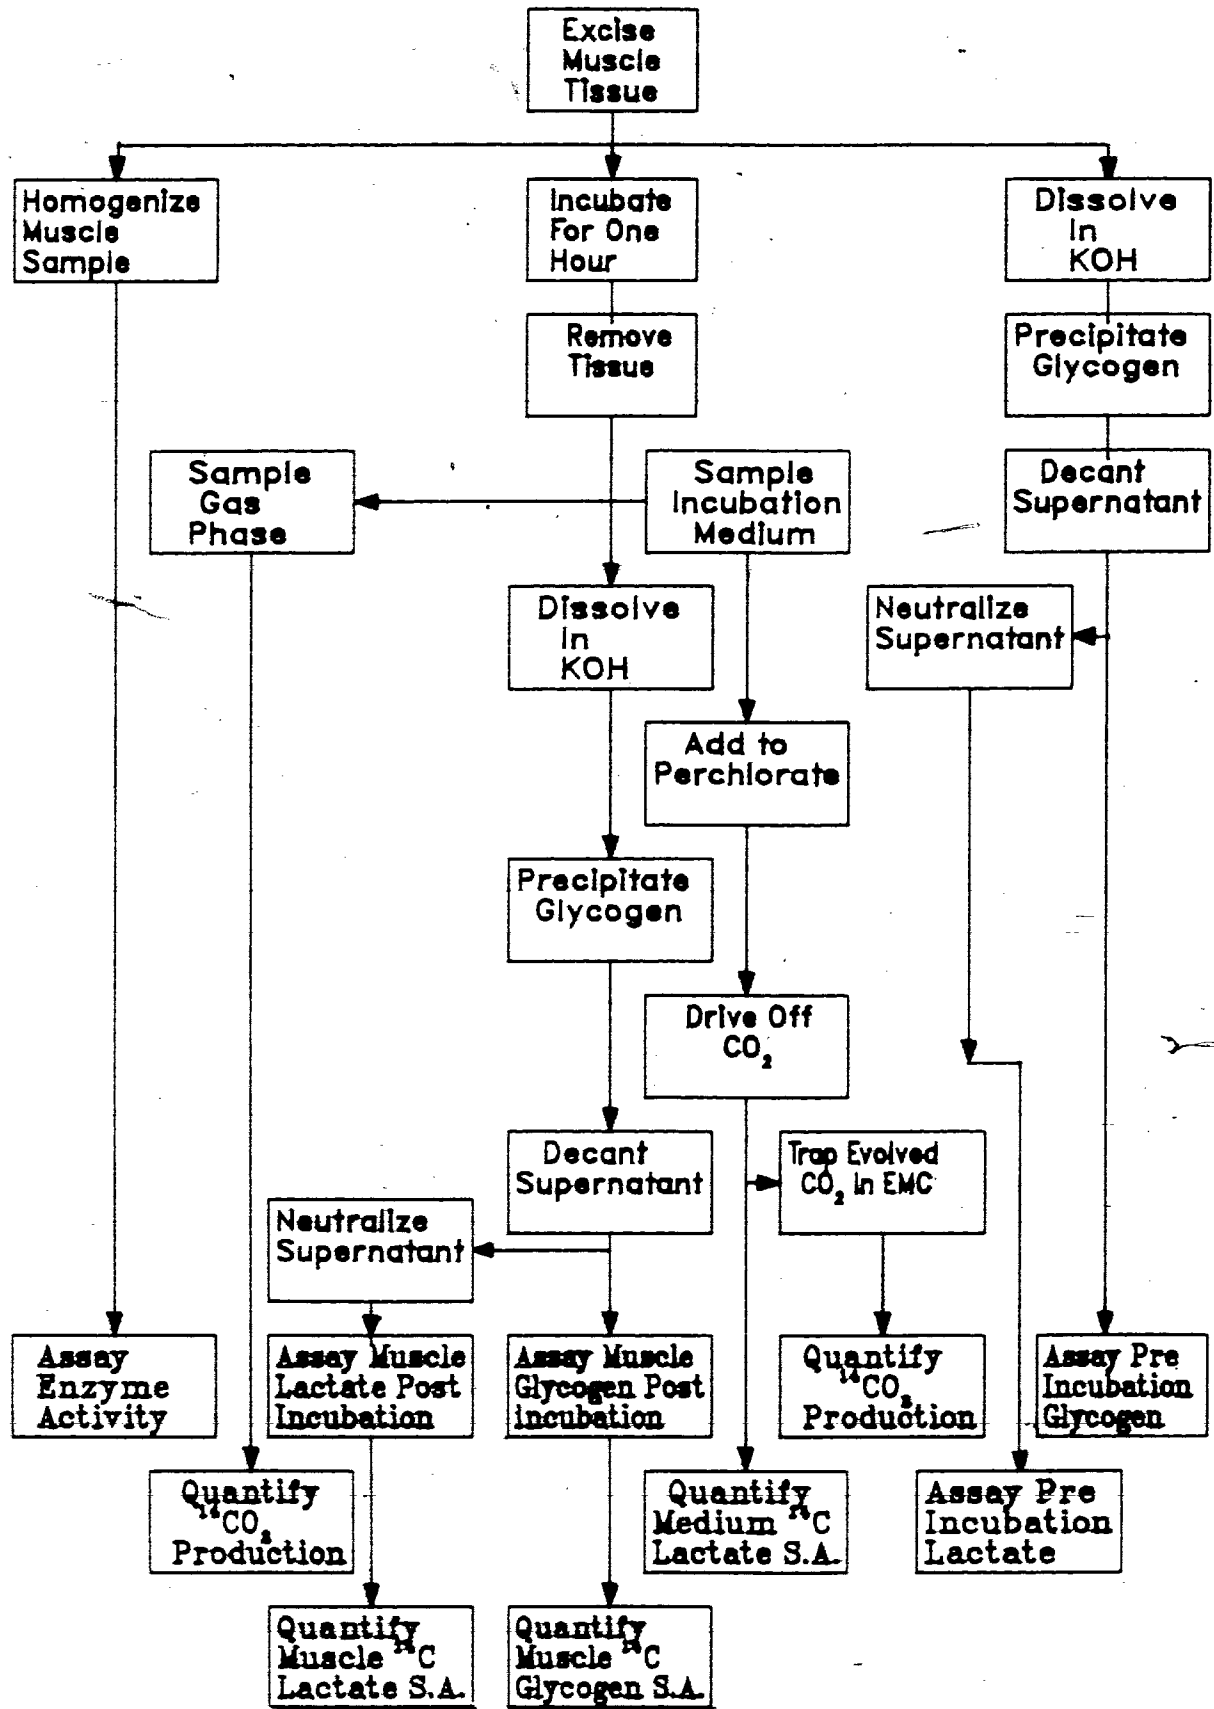 Excise
Muscle
Tissue
Homogenize
Muscle
Sample
Incubate
For One
Hour
Dissolve
in
KOH
Remove
Tissue
Precipitate
Glycogen
Sample
Gas
Phase
Sample
Incubation
Medium
Decant
Supernatant
Dissolve
in
KOH
Neutralize
Supernatant
Add to
Perchlorate
Precipitate
Glycogen
Drive Off
CO₂
Decant
Supernatant
Trap Evolved
CO₂ in EMC
Neutralize
Supernatant
Assay
Enzyme
Activity
Assay Muscle
Lactate Post
Incubation
Assay Muscle
Glycogen Post
incubation
Quantify
¹⁴CO₂
Production
Assay Pre
Incubation
Glycogen
Quantify
¹⁴CO₂
Production
Quantify
Medium ¹⁴C
Lactate S.A.
Assay Pre
Incubation
Lactate
Quantify
Muscle ¹⁴C
Lactate S.A.
Quantify
Muscle ¹⁴C
Glycogen S.A.